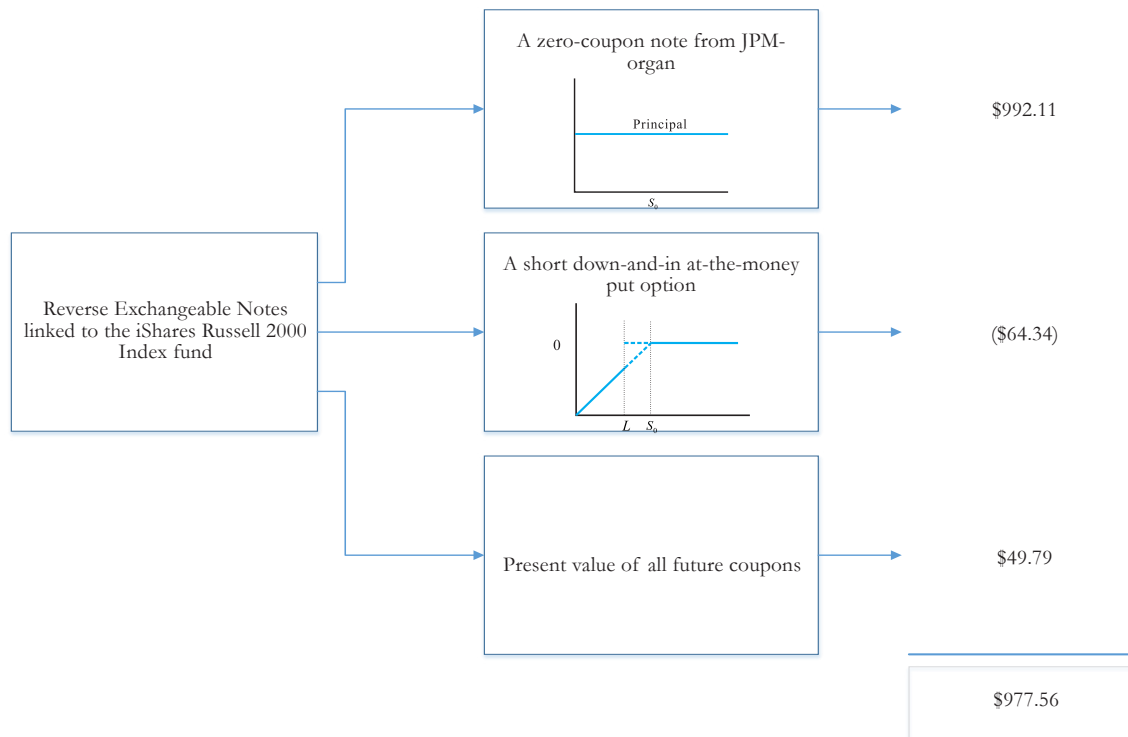 A zero-coupon note from JPM-
organ
Principal
S₀
$992.11
Reverse Exchangeable Notes
linked to the iShares Russell 2000
Index fund
A short down-and-in at-the-money
put option
0
L S₀
($64.34)
Present value of all future coupons
$49.79
$977.56